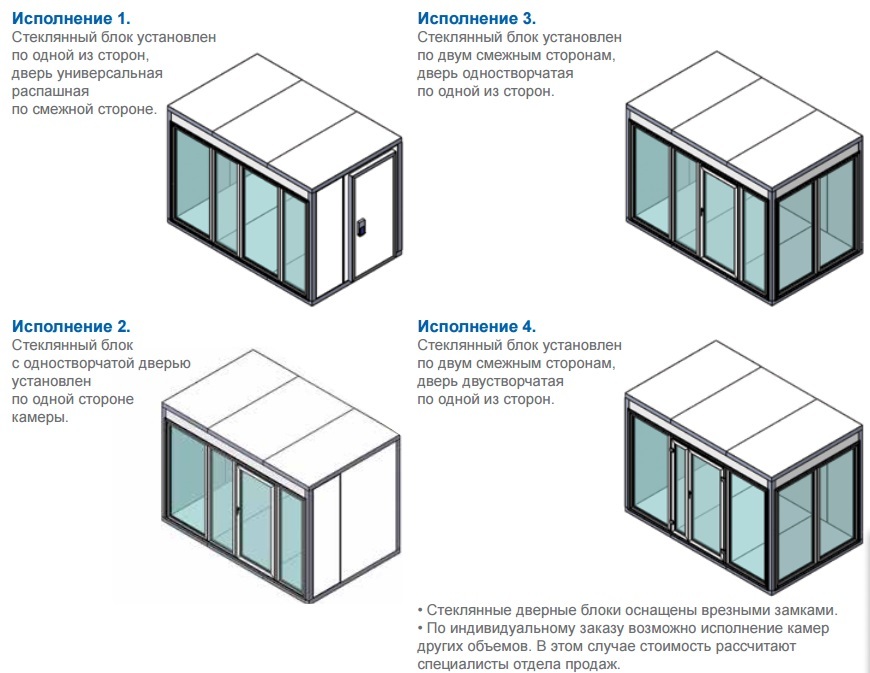 Исполнение 1.
Стеклянный блок установлен
по одной из сторон,
дверь универсальная
распашная
по смежной стороне.
Исполнение 3.
Стеклянный блок установлен
по двум смежным сторонам,
дверь одностворчатая
по одной из сторон.
Исполнение 2.
Стеклянный блок
с одностворчатой дверью
установлен
по одной стороне
камеры.
Исполнение 4.
Стеклянный блок установлен
по двум смежным сторонам,
дверь двустворчатая
по одной из сторон.
• Стеклянные дверные блоки оснащены врезными замками.
• По индивидуальному заказу возможно исполнение камер
других объемов. В этом случае стоимость рассчитают
специалисты отдела продаж.